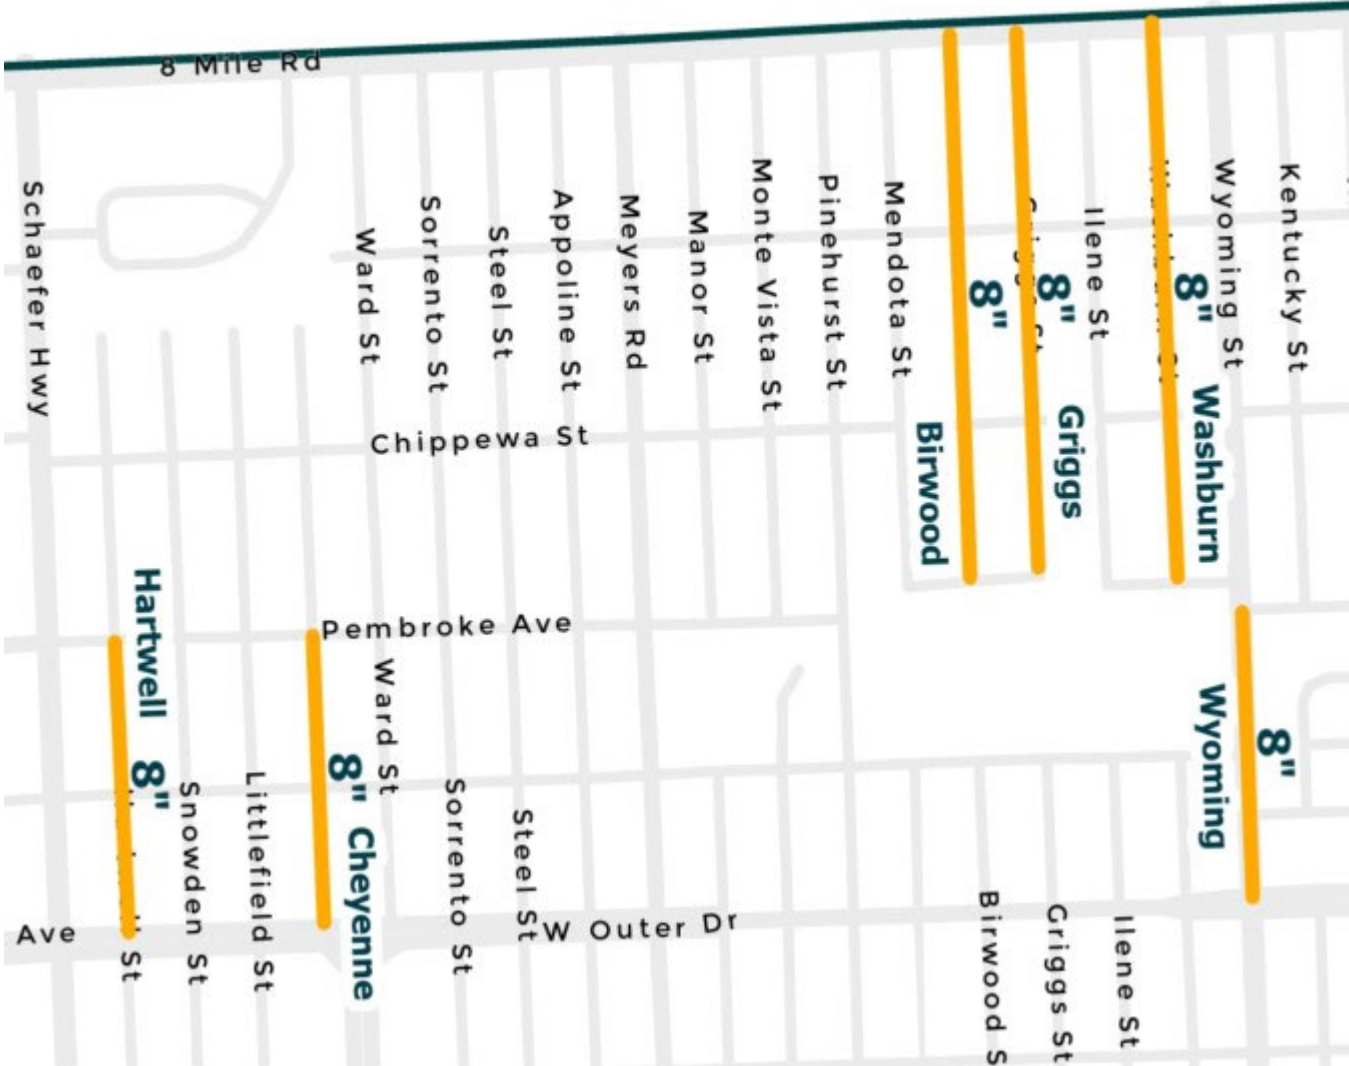 8 Mile Rd
Schaefer Hwy
Ward St
Sorrento St
Steel St
Appoline St
Meyers Rd
Manor St
Monte Vista St
Pinehurst St
Mendota St
8"
8"
Ilene St
8"
Wyoming St
Kentucky St
Chippewa St
Birwood
Griggs
Washburn
Hartwell 8"
Pembroke Ave
Ward St
8" Cheyenne
Wyoming
8"
Snowden St
Littlefield St
Sorrento St
Steel St
Ave
St
W Outer Dr
Birwood S
Griggs St
Ilene St